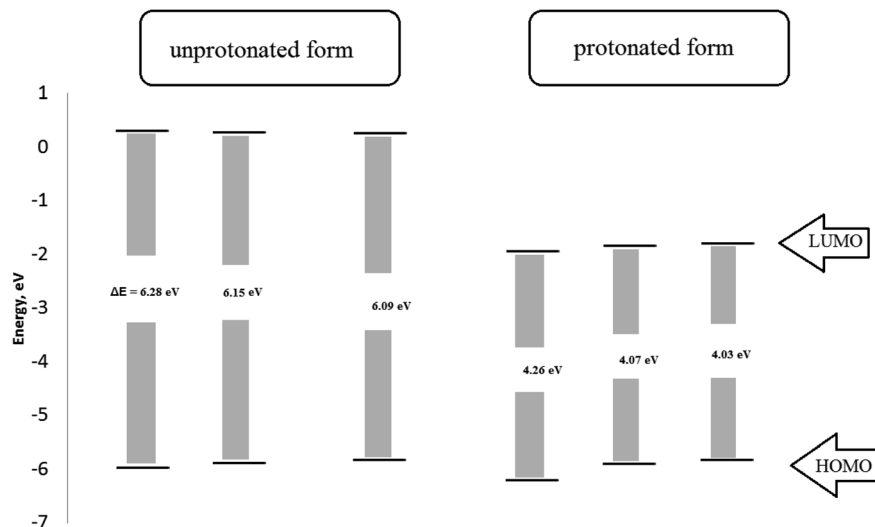 unprotonated form
protonated form
1
0
-1
-2
-3
-4
-5
-6
-7
Energy, eV
ΔE = 6.28 eV
6.15 eV
6.09 eV
4.26 eV
4.07 eV
4.03 eV
LUMO
HOMO